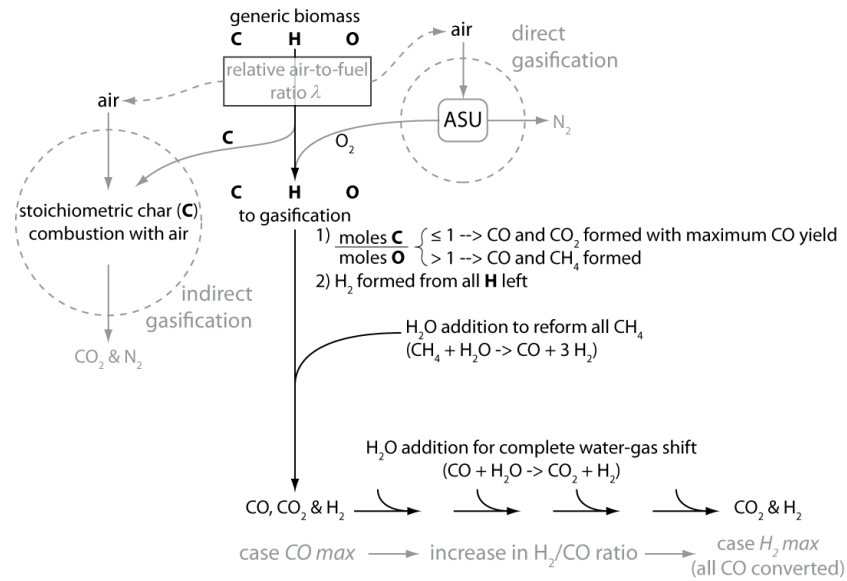 generic biomass
C H O
air
direct
gasification
relative air-to-fuel
ratio λ
air
ASU
N2
C
O2
C H O
to gasification
stoichiometric char (C)
combustion with air
1) moles C
moles O
≤ 1 --> CO and CO2 formed with maximum CO yield
> 1 --> CO and CH4 formed
2) H2 formed from all H left
indirect
gasification
CO2 & N2
H2O addition to reform all CH4
(CH4 + H2O -> CO + 3 H2)
H2O addition for complete water-gas shift
(CO + H2O -> CO2 + H2)
CO, CO2 & H2
CO2 & H2
case CO max
increase in H2/CO ratio
case H2 max
(all CO converted)